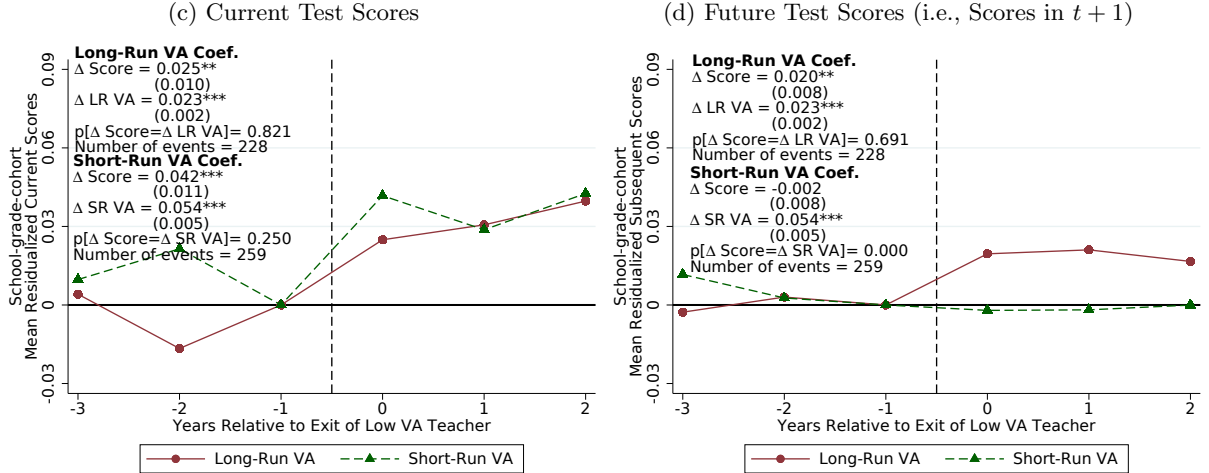 (c) Current Test Scores
Long-Run VA Coef.
Δ Score = 0.025**
(0.010)
Δ LR VA = 0.023***
(0.002)
p[Δ Score=Δ LR VA]= 0.821
Number of events = 228
Short-Run VA Coef.
Δ Score = 0.042***
(0.011)
Δ SR VA = 0.054***
(0.005)
p[Δ Score=Δ SR VA]= 0.250
Number of events = 259
School-grade-cohort
Mean Residualized Current Scores
0.09
0.06
0.03
0
-0.03
-3 -2 -1 0 1 2
Years Relative to Exit of Low VA Teacher
Long-Run VA Short-Run VA
(d) Future Test Scores (i.e., Scores in t + 1)
Long-Run VA Coef.
Δ Score = 0.020**
(0.008)
Δ LR VA = 0.023***
(0.002)
p[Δ Score=Δ LR VA]= 0.691
Number of events = 228
Short-Run VA Coef.
Δ Score = -0.002
(0.008)
Δ SR VA = 0.054***
(0.005)
p[Δ Score=Δ SR VA]= 0.000
Number of events = 259
School-grade-cohort
Mean Residualized Subsequent Scores
0.09
0.06
0.03
0
-0.03
-3 -2 -1 0 1 2
Years Relative to Exit of Low VA Teacher
Long-Run VA Short-Run VA